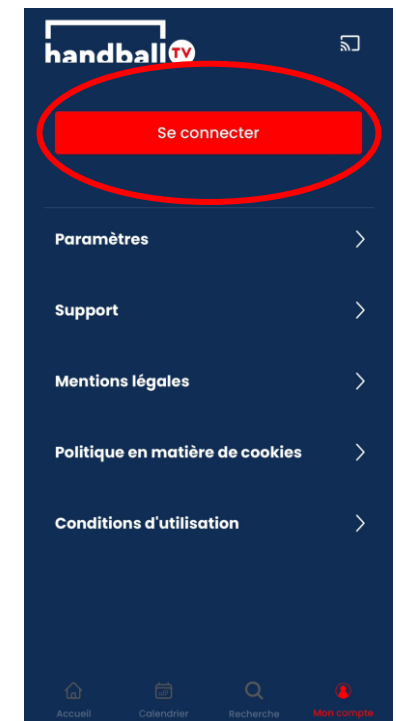 handball TV
Se connecter
Paramètres
Support
Mentions légales
Politique en matière de cookies
Conditions d'utilisation
Accueil Calendrier Recherche Mon compte